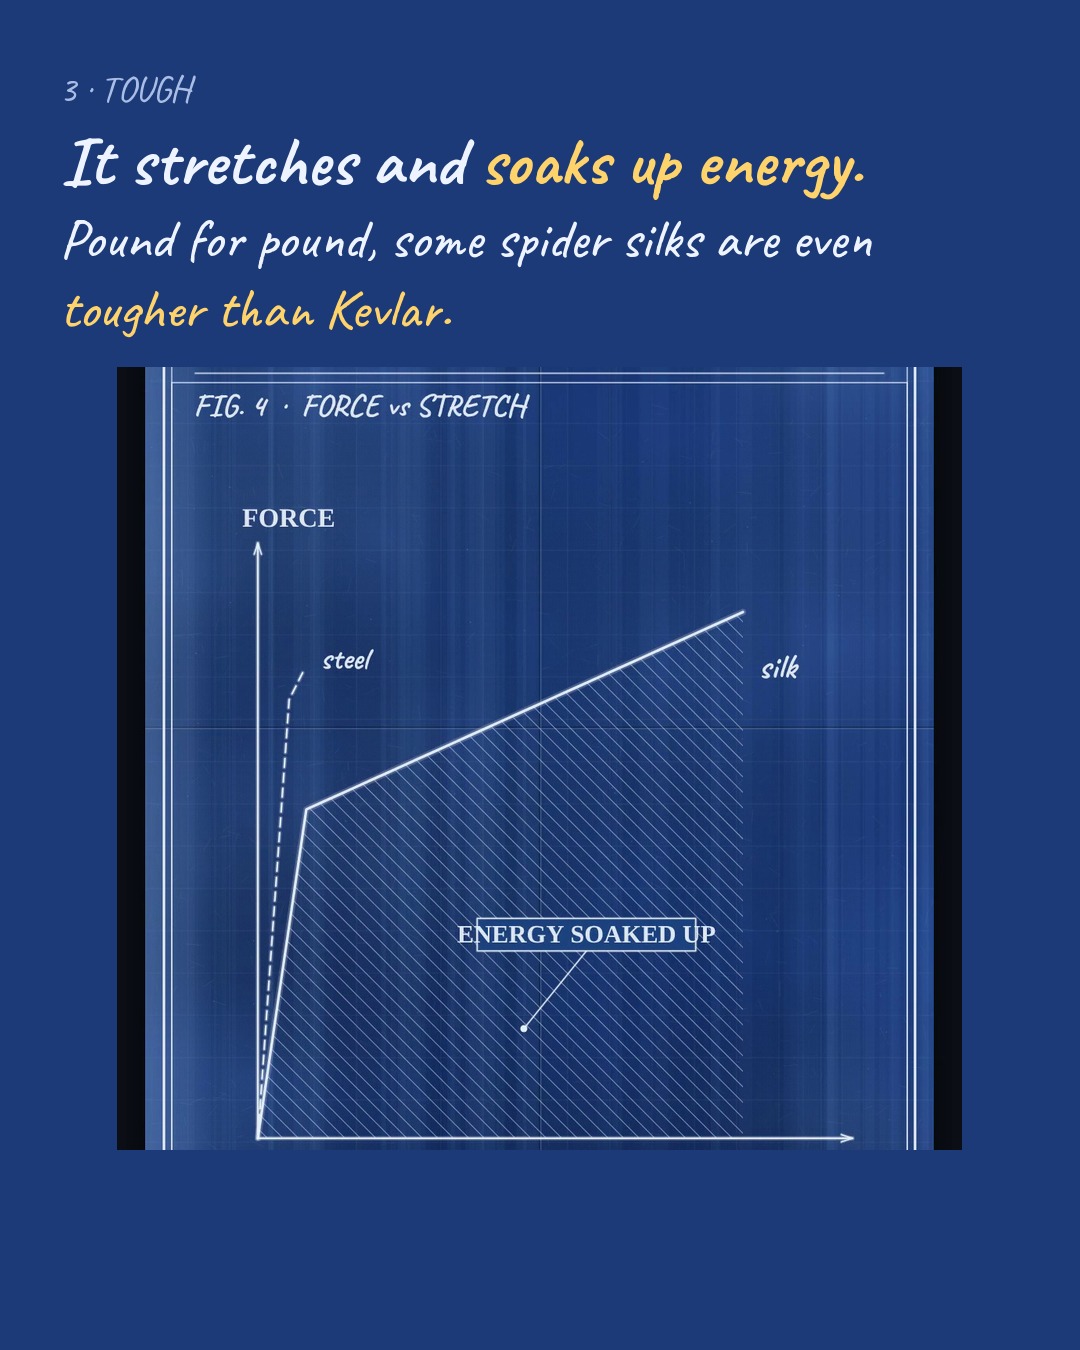 3 · TOUGH
It stretches and soaks up energy.
Pound for pound, some spider silks are even
tougher than Kevlar.
FIG. 4 · FORCE vs STRETCH
FORCE
steel
silk
ENERGY SOAKED UP